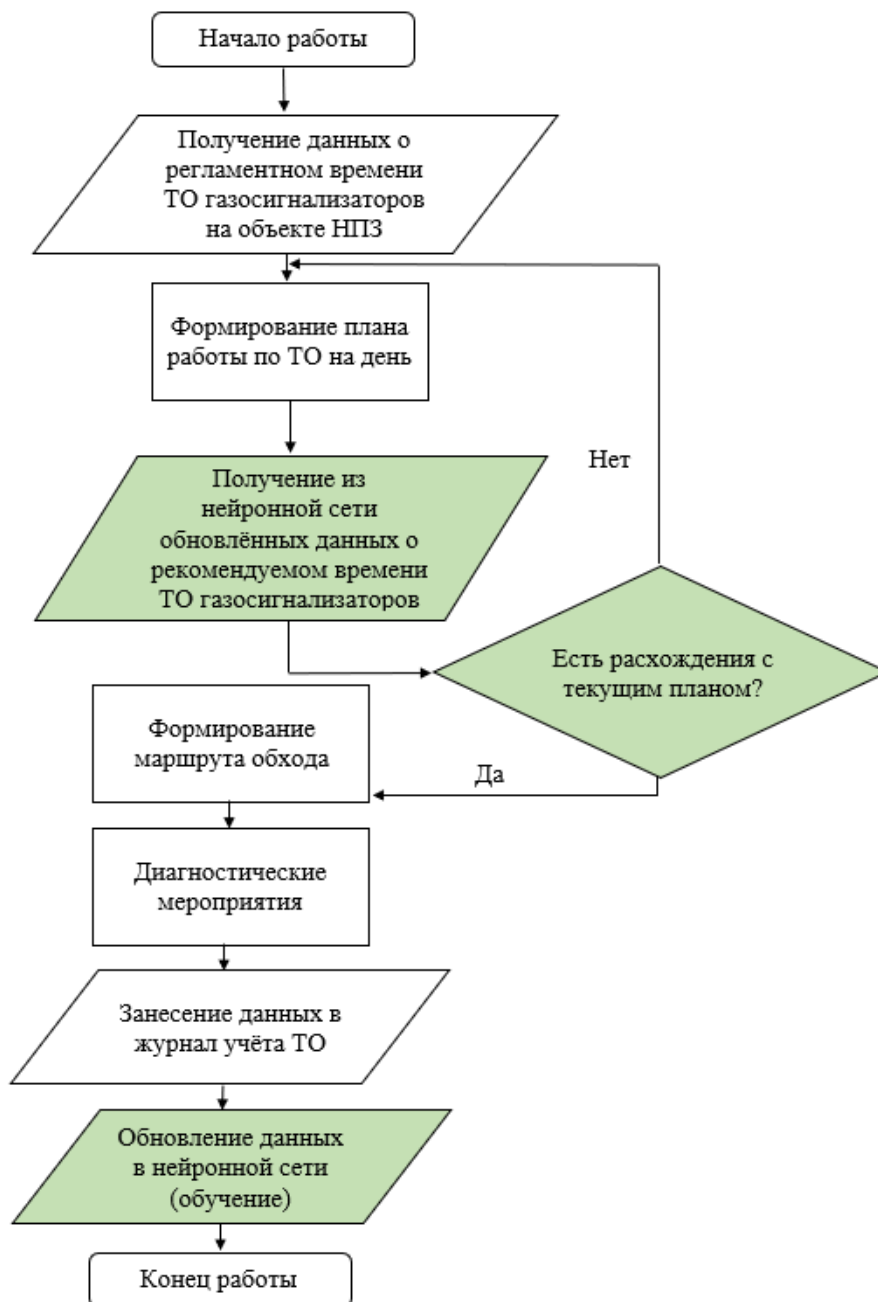 Начало работы
Получение данных о
регламентном времени
ТО газосигнализаторов
на объекте НПЗ
Формирование плана
работы по ТО на день
Получение из
нейронной сети
обновлённых данных о
рекомендуемом времени
ТО газосигнализаторов
Нет
Есть расхождения с
текущим планом?
Да
Формирование
маршрута обхода
Диагностические
мероприятия
Занесение данных в
журнал учёта ТО
Обновление данных
в нейронной сети
(обучение)
Конец работы